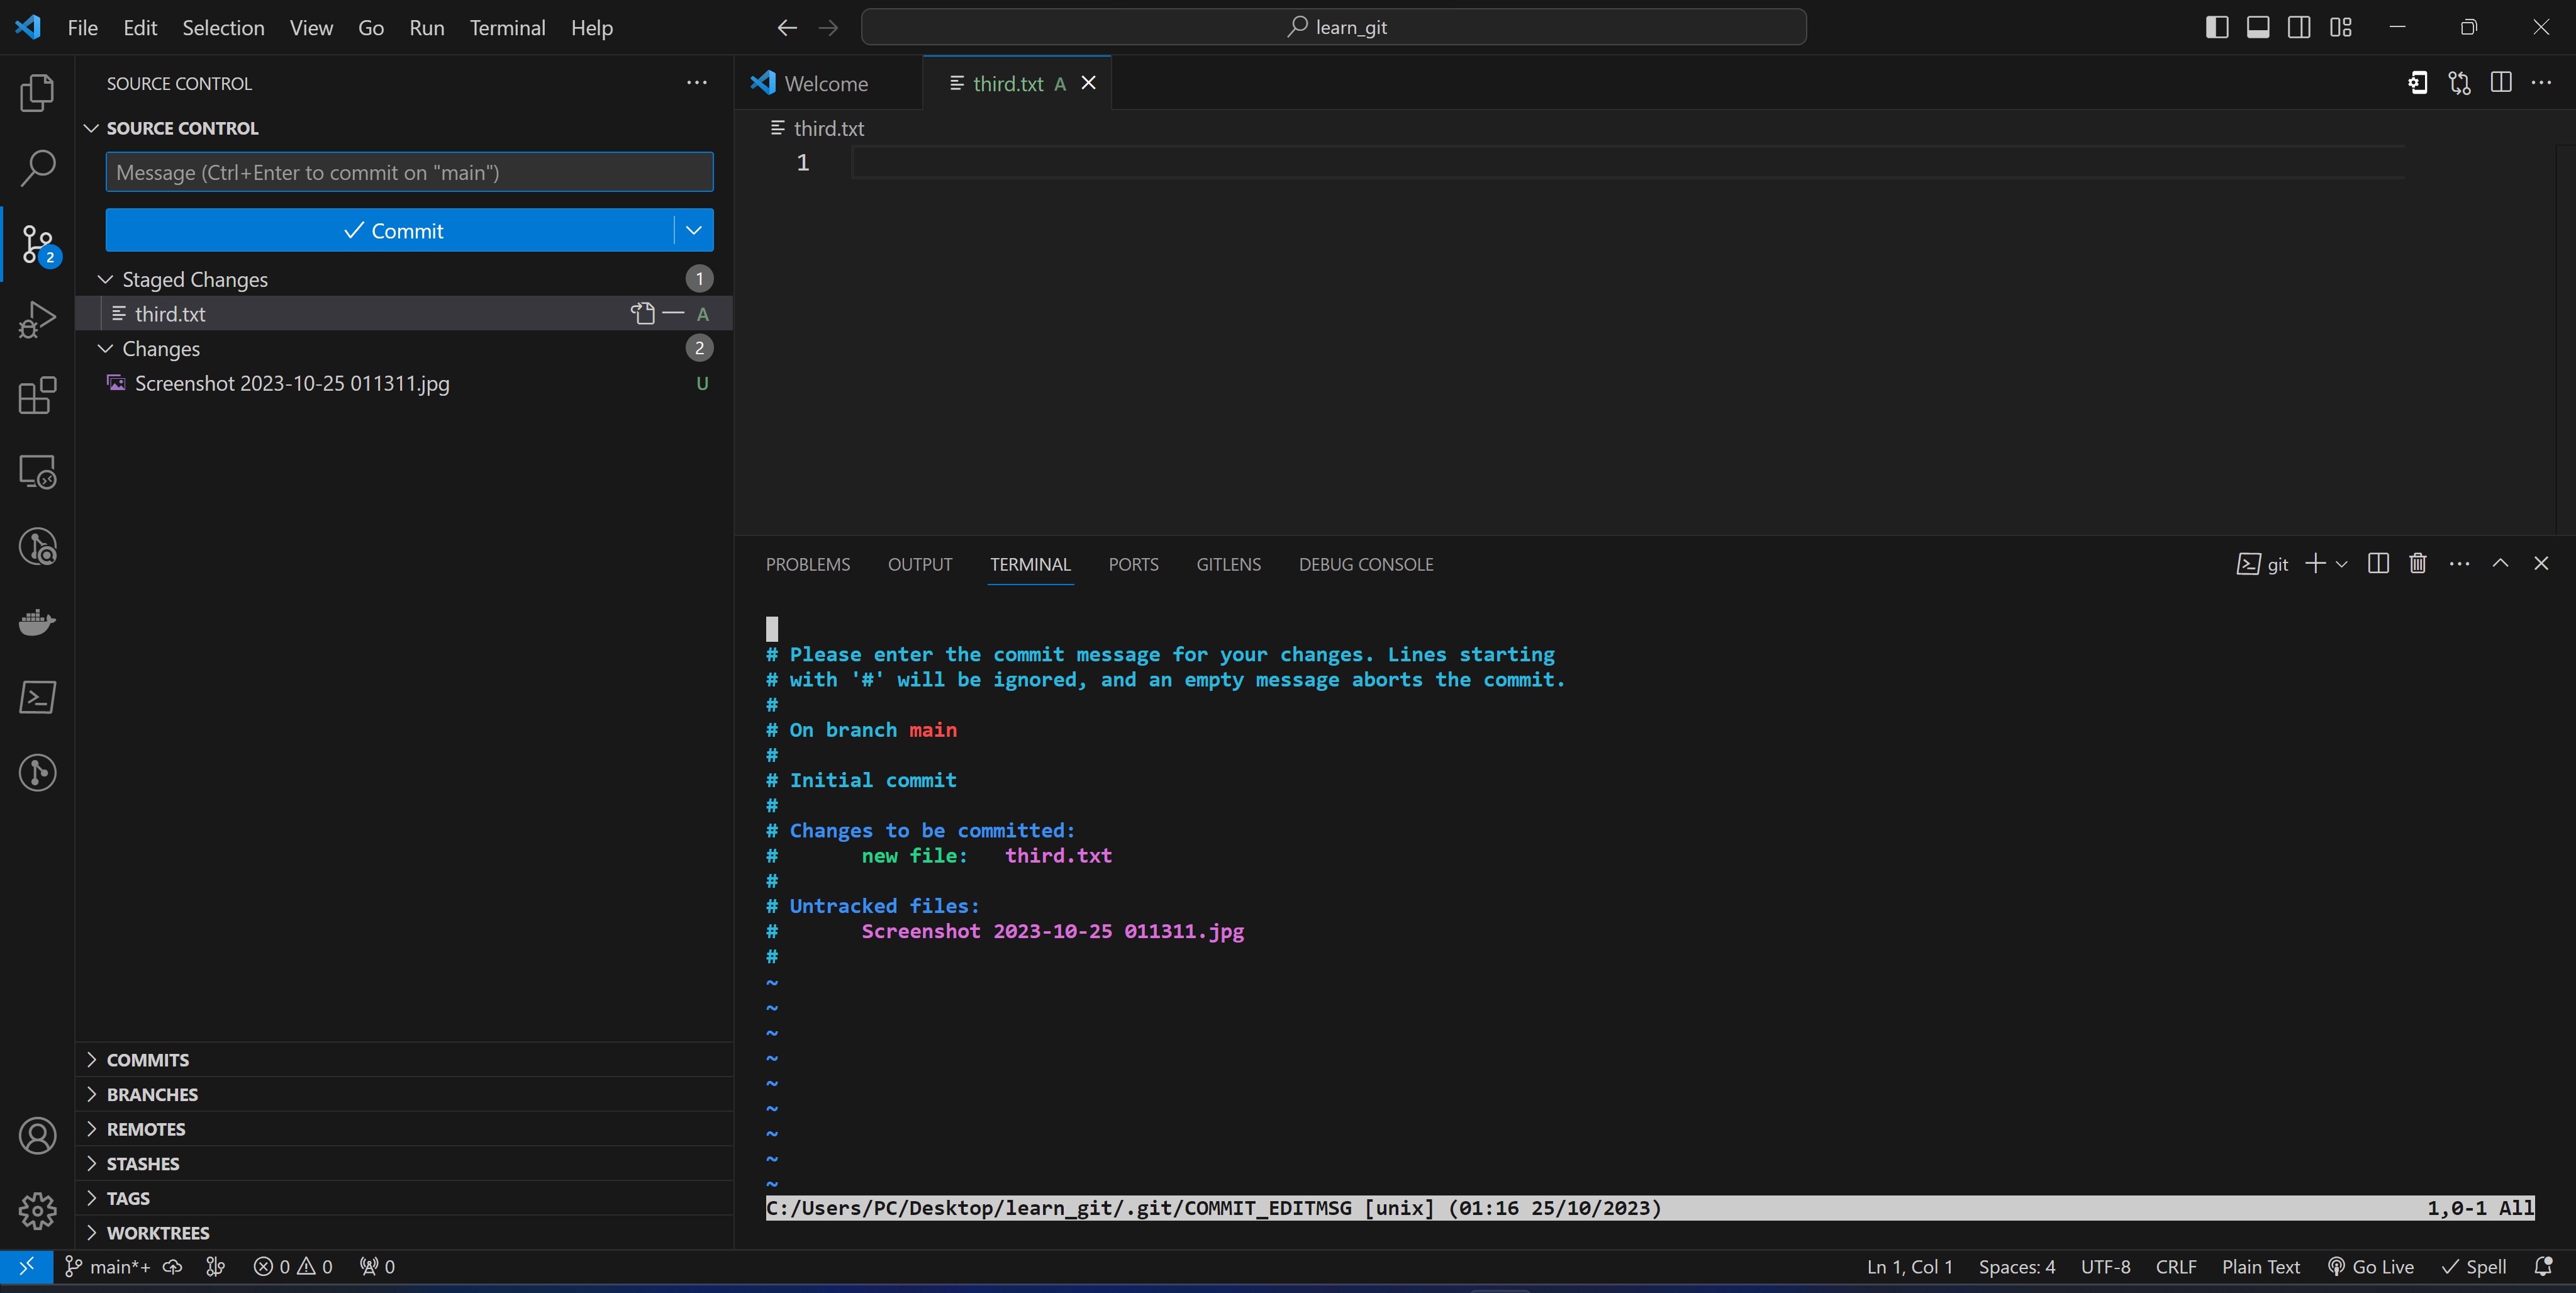 File Edit Selection View Go Run Terminal Help
learn_git
SOURCE CONTROL
SOURCE CONTROL
Message (Ctrl+Enter to commit on "main")
Commit
Staged Changes 1
third.txt A
Changes 2
Screenshot 2023-10-25 011311.jpg U
2
COMMITS
BRANCHES
REMOTES
STASHES
TAGS
WORKTREES
Welcome third.txt A
third.txt
1
PROBLEMS OUTPUT TERMINAL PORTS GITLENS DEBUG CONSOLE git
# Please enter the commit message for your changes. Lines starting
# with '#' will be ignored, and an empty message aborts the commit.
#
# On branch main
#
# Initial commit
#
# Changes to be committed:
#       new file:   third.txt
#
# Untracked files:
#       Screenshot 2023-10-25 011311.jpg
#
~
~
~
~
~
~
~
~
~
C:/Users/PC/Desktop/learn_git/.git/COMMIT_EDITMSG [unix] (01:16 25/10/2023) 1,0-1 All
main*+ 0 0 0 Ln 1, Col 1 Spaces: 4 UTF-8 CRLF Plain Text Go Live Spell